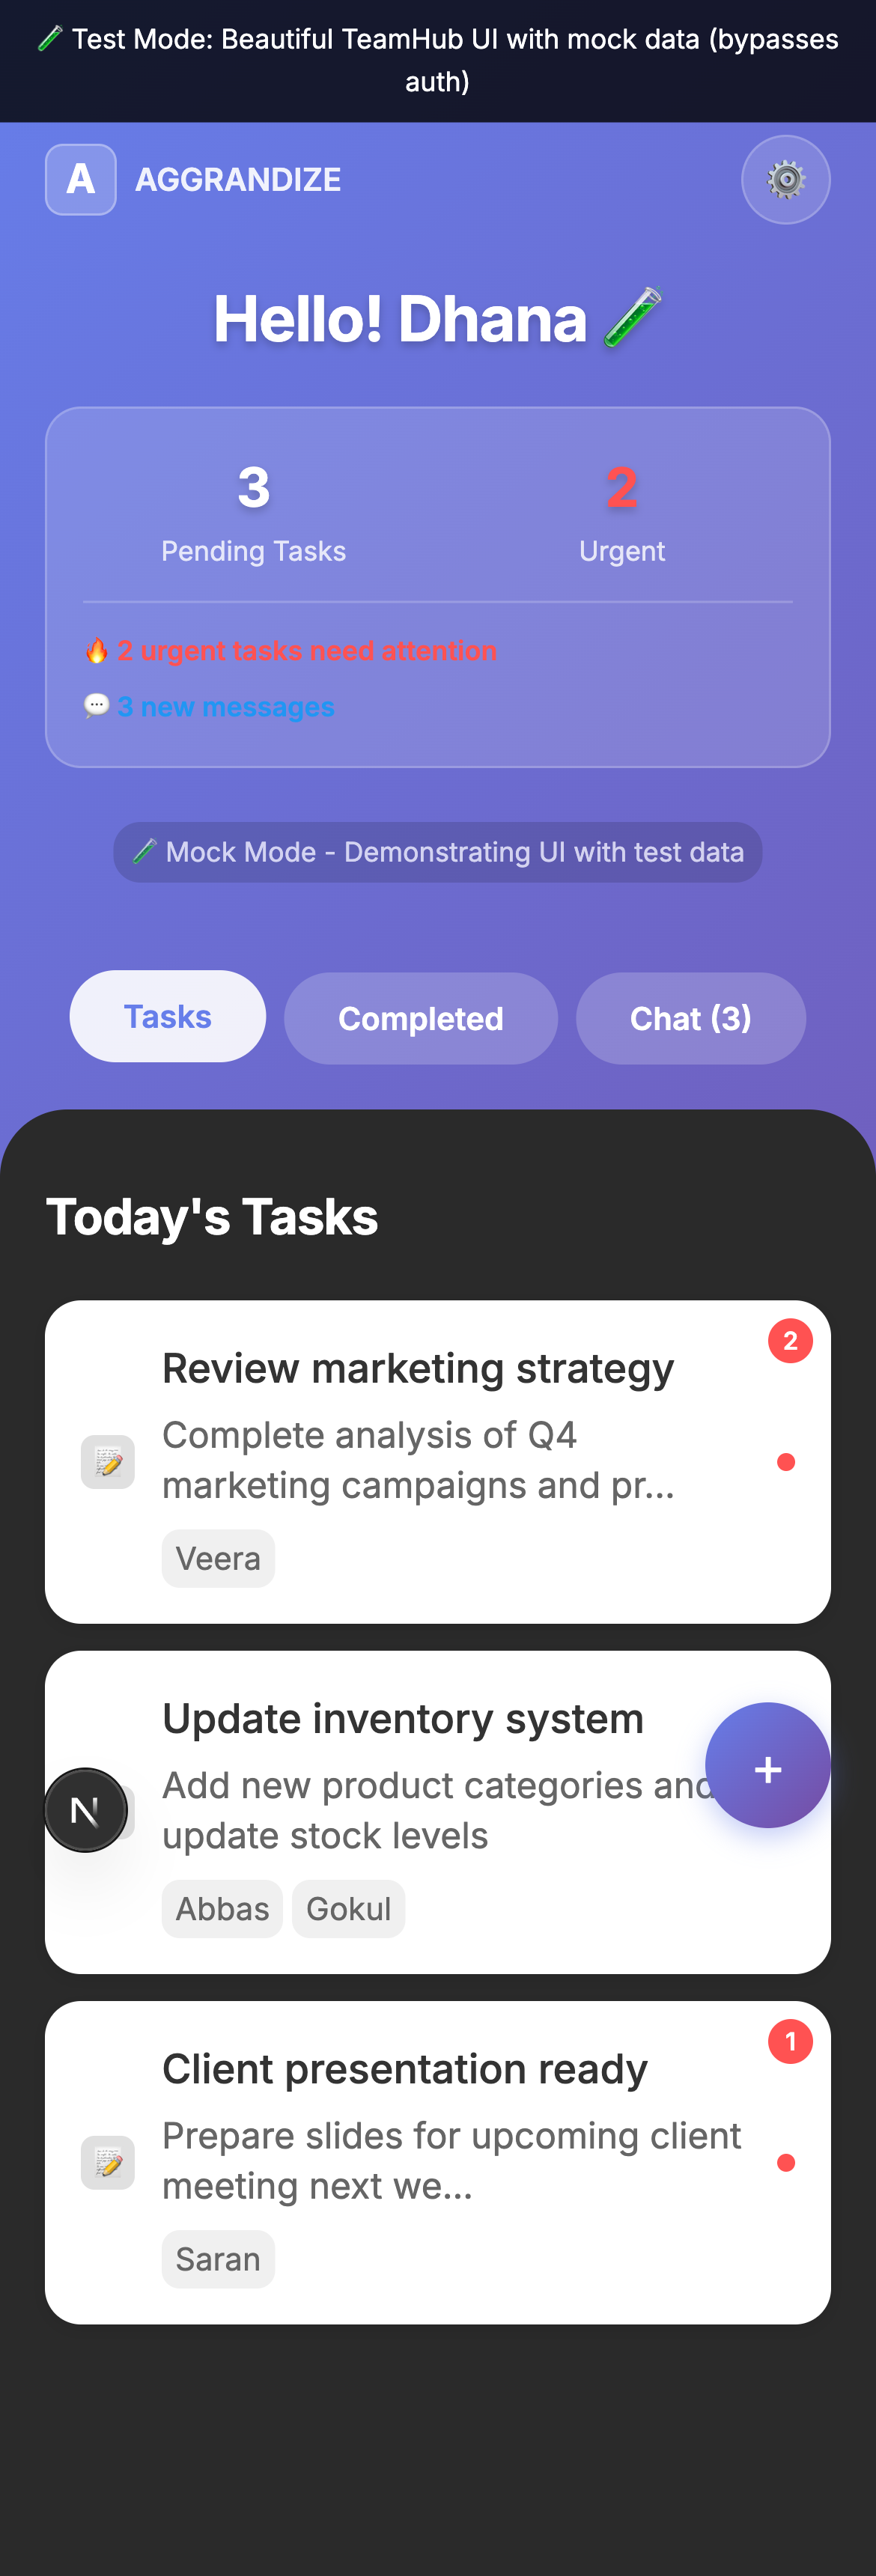 🧪 Test Mode: Beautiful TeamHub UI with mock data (bypasses
auth)
A AGGRANDIZE
Hello! Dhana 🧪
3
Pending Tasks
2
Urgent
🔥 2 urgent tasks need attention
💬 3 new messages
🧪 Mock Mode - Demonstrating UI with test data
Tasks
Completed
Chat (3)
Today's Tasks
2
Review marketing strategy
Complete analysis of Q4
marketing campaigns and pr...
Veera
Update inventory system
Add new product categories and
update stock levels
Abbas
Gokul
N
+
1
Client presentation ready
Prepare slides for upcoming client
meeting next we...
Saran